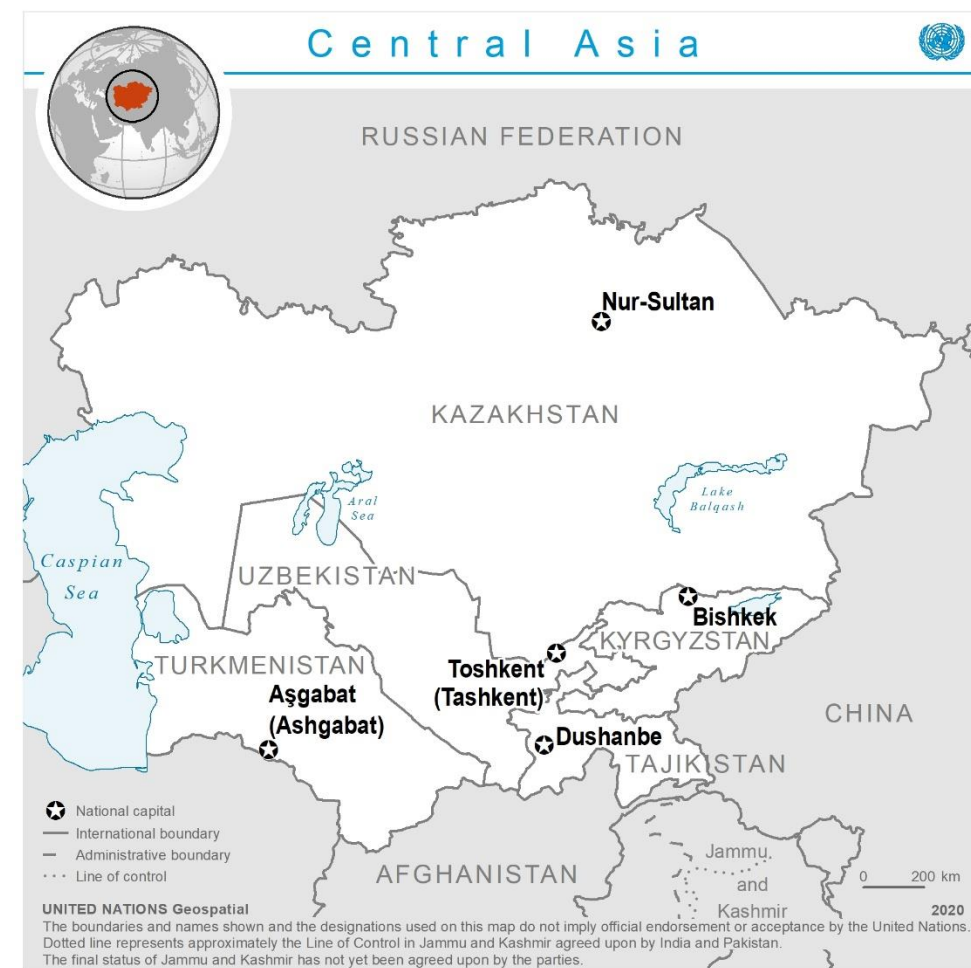 Central Asia
RUSSIAN FEDERATION
Nur-Sultan
KAZAKHSTAN
Aral
Sea
Lake
Balqash
Caspian
Sea
UZBEKISTAN
Bishkek
KYRGYZSTAN
TURKMENISTAN
Toshkent
(Tashkent)
Aşgabat
(Ashgabat)
CHINA
Dushanbe
TAJIKISTAN
National capital
International boundary
Administrative boundary
Line of control
AFGHANISTAN
Jammu
and
Kashmir
0 200 km
UNITED NATIONS Geospatial
2020
The boundaries and names shown and the designations used on this map do not imply official endorsement or acceptance by the United Nations.
Dotted line represents approximately the Line of Control in Jammu and Kashmir agreed upon by India and Pakistan.
The final status of Jammu and Kashmir has not yet been agreed upon by the parties.